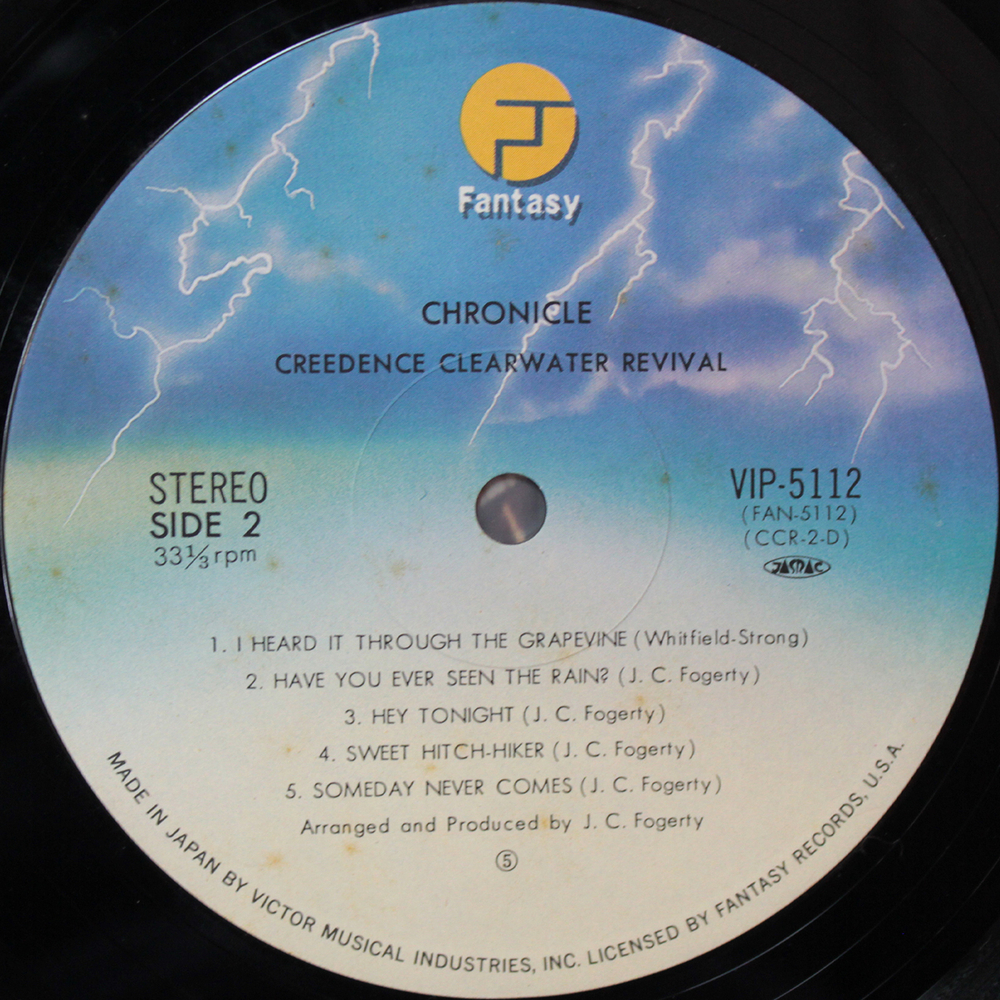 Fantasy
CHRONICLE
CREEDENCE CLEARWATER REVIVAL
STEREO
SIDE 2
33⅓rpm
VIP-5112
(FAN-5112)
(CCR-2-D)
JASRAC
1. I HEARD IT THROUGH THE GRAPEVINE (Whitfield-Strong)
2. HAVE YOU EVER SEEN THE RAIN? (J. C. Fogerty)
3. HEY TONIGHT (J. C. Fogerty)
4. SWEET HITCH-HIKER (J. C. Fogerty)
5. SOMEDAY NEVER COMES (J. C. Fogerty)
Arranged and Produced by J. C. Fogerty
⑤
MADE IN JAPAN BY VICTOR MUSICAL INDUSTRIES, INC. LICENSED BY FANTASY RECORDS, U.S.A.